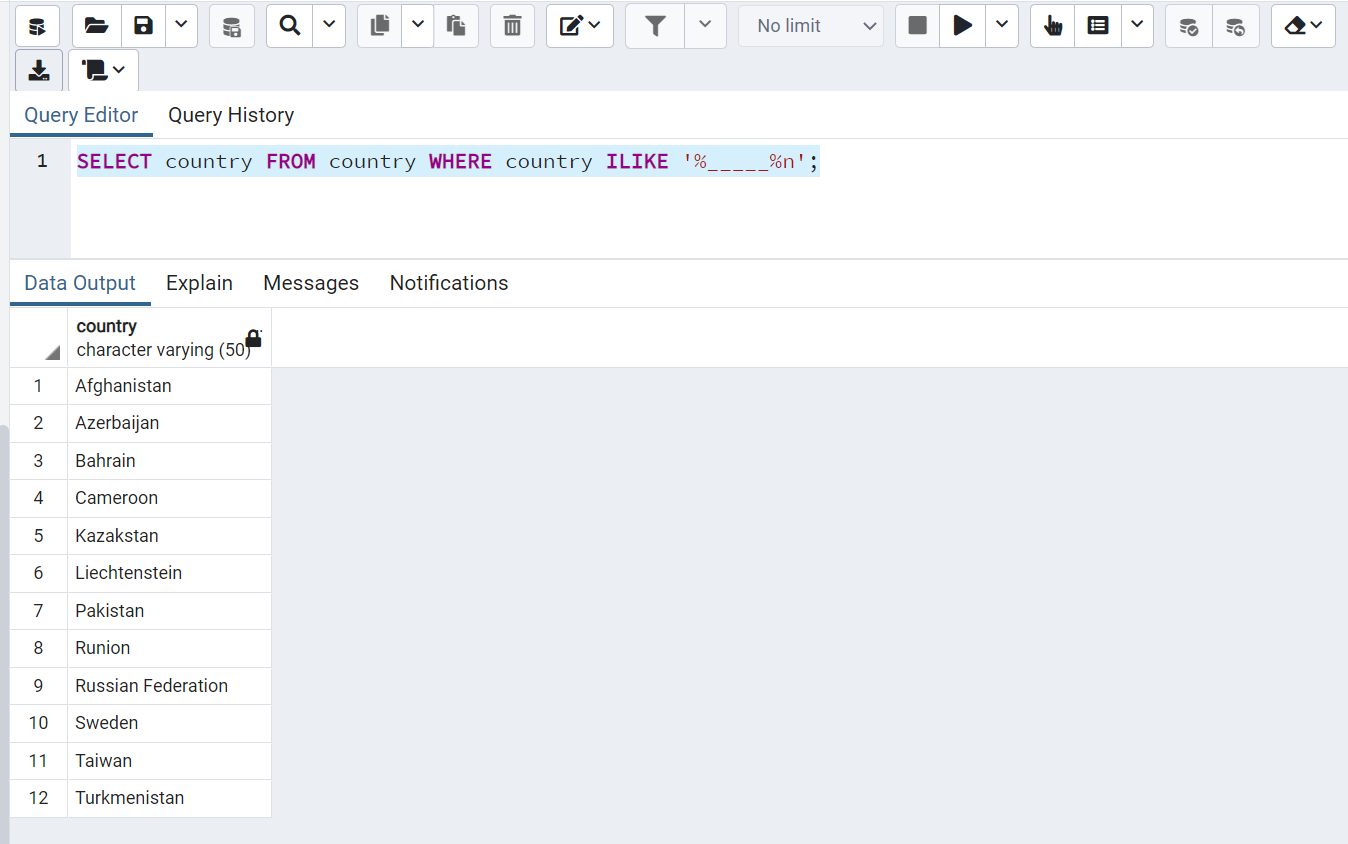 No limit
Query Editor Query History
1 SELECT country FROM country WHERE country ILIKE '%_____%n';
Data Output Explain Messages Notifications
country
character varying (50)
1 Afghanistan
2 Azerbaijan
3 Bahrain
4 Cameroon
5 Kazakstan
6 Liechtenstein
7 Pakistan
8 Runion
9 Russian Federation
10 Sweden
11 Taiwan
12 Turkmenistan